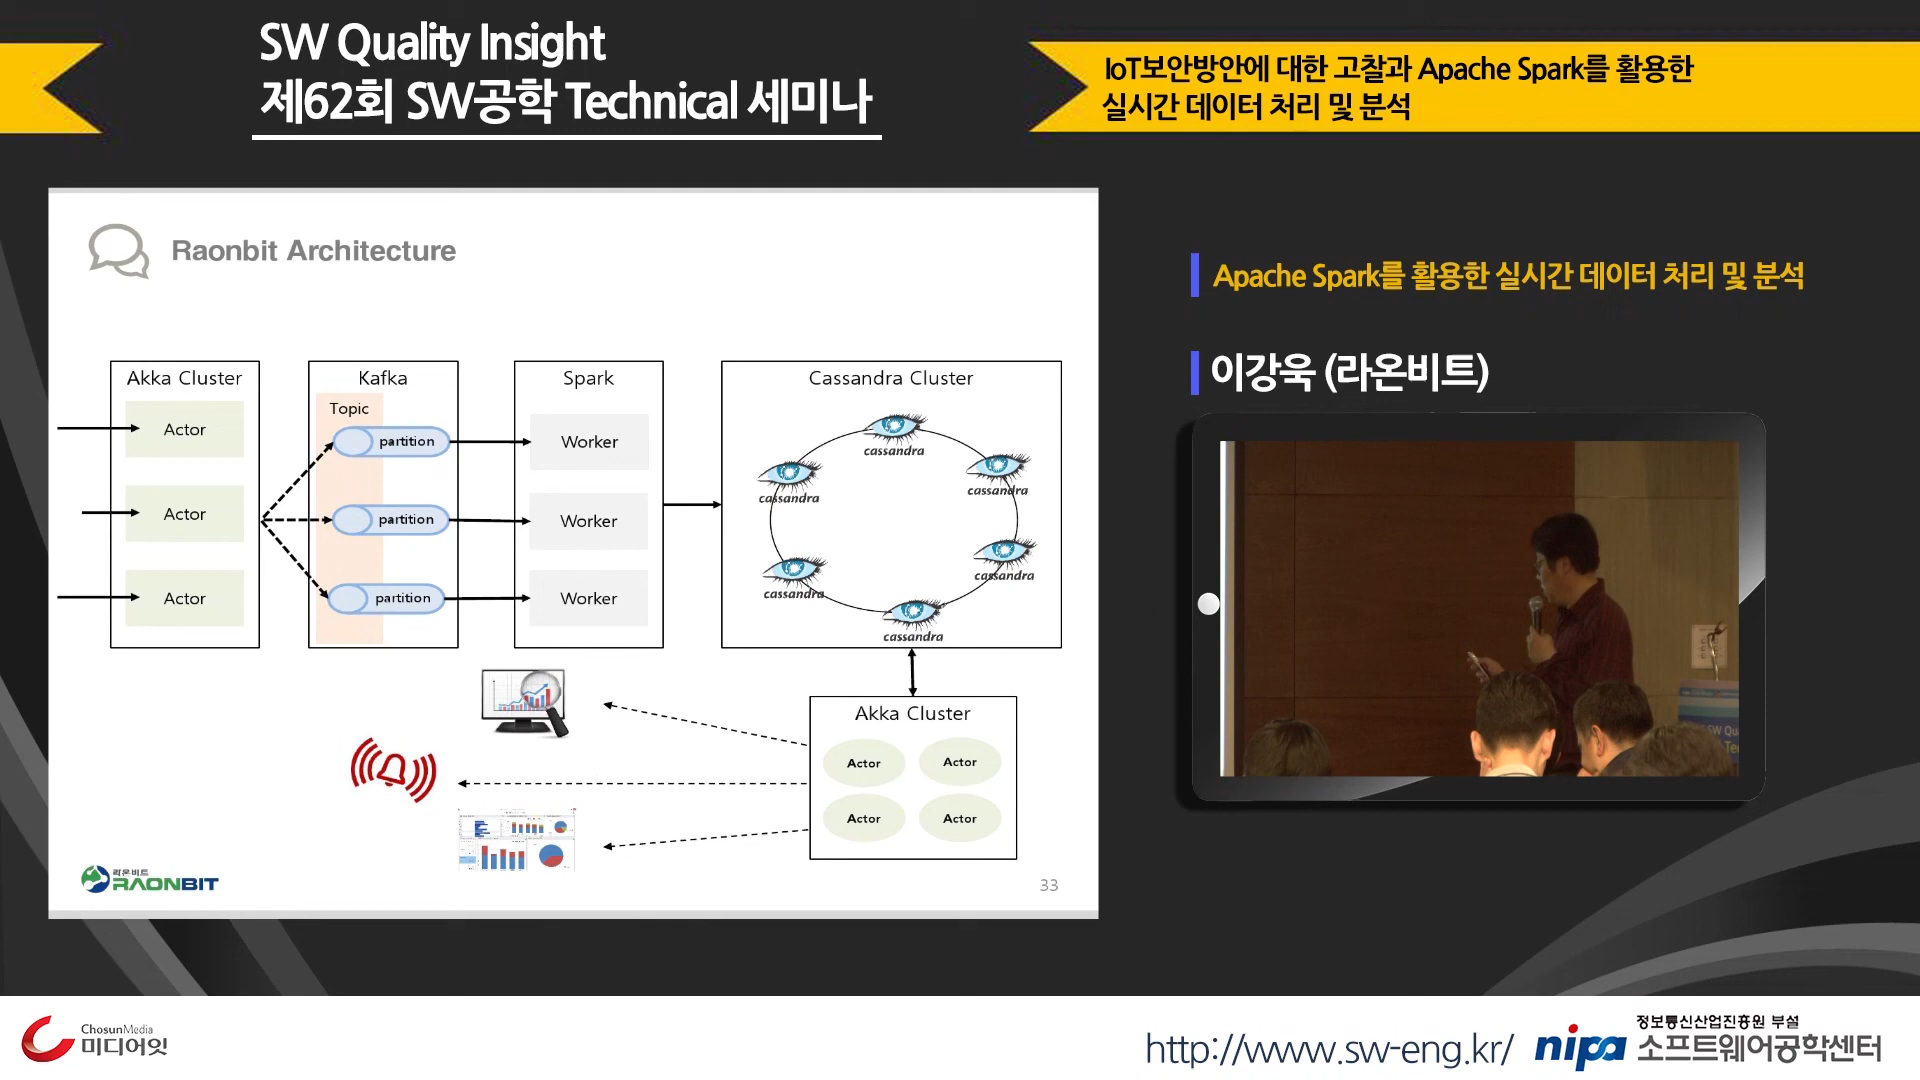 SW Quality Insight
제62회 SW공학 Technical 세미나
IoT보안방안에 대한 고찰과 Apache Spark를 활용한
실시간 데이터 처리 및 분석
Raonbit Architecture
Akka Cluster
Actor
Actor
Actor
Kafka
Topic
partition
partition
partition
Spark
Worker
Worker
Worker
Cassandra Cluster
cassandra
cassandra
cassandra
cassandra
cassandra
cassandra
Akka Cluster
Actor
Actor
Actor
Actor
라온비트
RAONBIT
33
Apache Spark를 활용한 실시간 데이터 처리 및 분석
이강욱 (라온비트)
ChosunMedia
미디어잇
http://www.sw-eng.kr/
nipa
정보통신산업진흥원 부설
소프트웨어공학센터